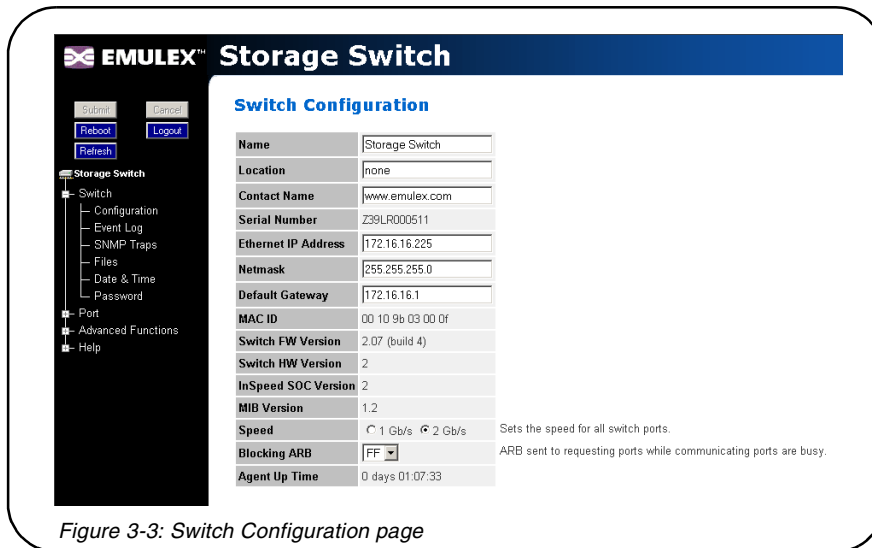 EMULEX™ Storage Switch
Submit Cancel
Reboot Logout
Refresh
Storage Switch
Switch
Configuration
Event Log
SNMP Traps
Files
Date & Time
Password
Port
Advanced Functions
Help
Switch Configuration
Name Storage Switch
Location none
Contact Name www.emulex.com
Serial Number Z39LR000511
Ethernet IP Address 172.16.16.225
Netmask 255.255.255.0
Default Gateway 172.16.16.1
MAC ID 00 10 9b 03 00 0f
Switch FW Version 2.07 (build 4)
Switch HW Version 2
InSpeed SOC Version 2
MIB Version 1.2
Speed 1 Gb/s 2 Gb/s Sets the speed for all switch ports.
Blocking ARB FF ARB sent to requesting ports while communicating ports are busy.
Agent Up Time 0 days 01:07:33
Figure 3-3: Switch Configuration page